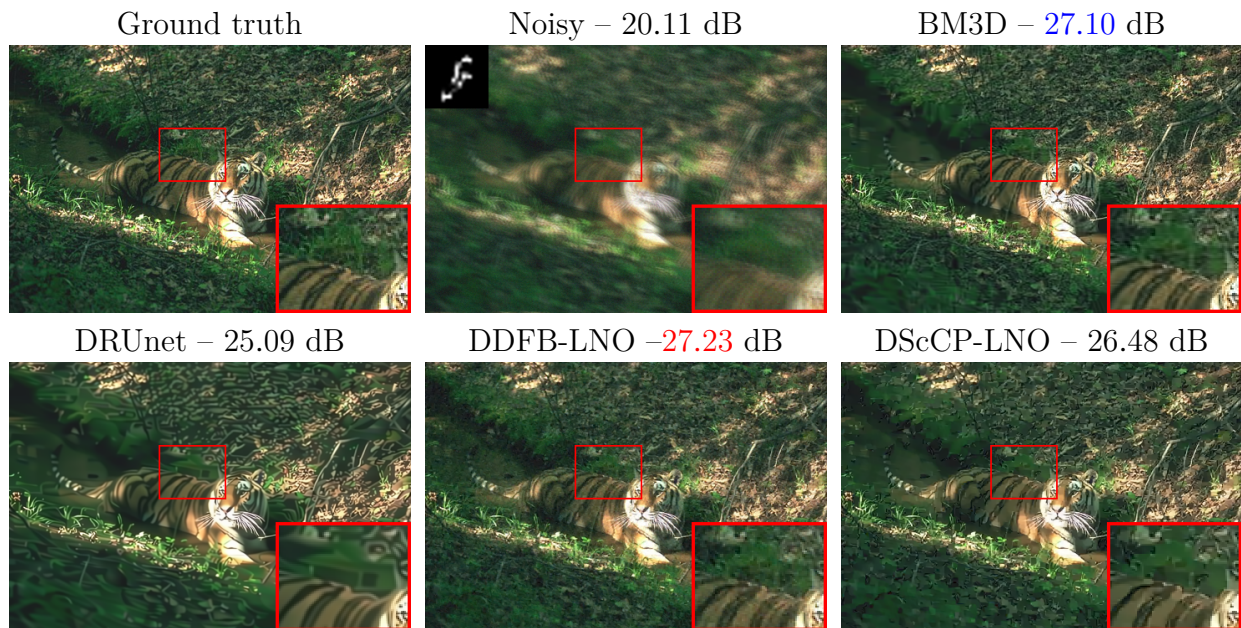 Ground truth
Noisy – 20.11 dB
BM3D – 27.10 dB
DRUnet – 25.09 dB
DDFB-LNO –27.23 dB
DScCP-LNO – 26.48 dB